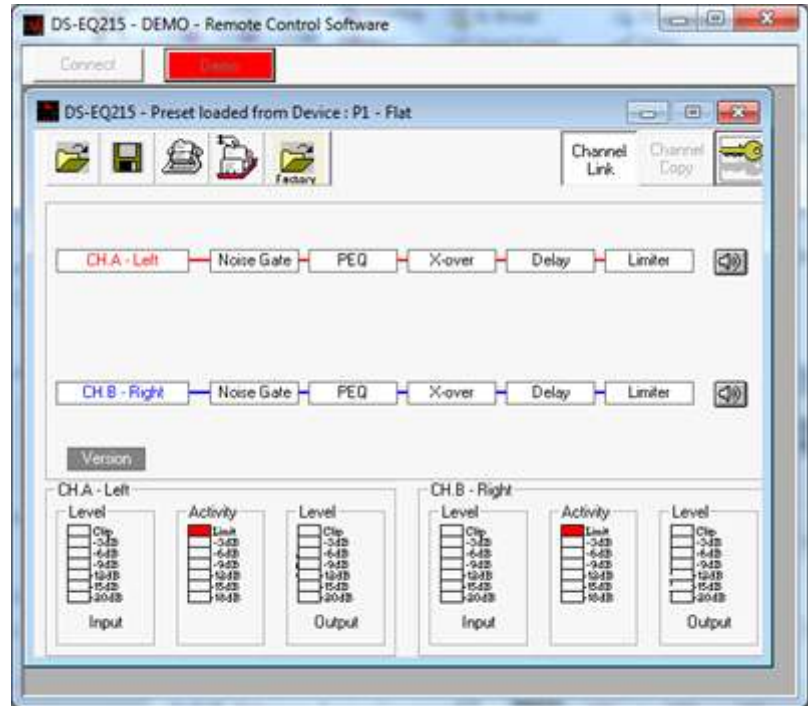 DS-EQ215 - DEMO - Remote Control Software
Connect
Demo
DS-EQ215 - Preset loaded from Device : P1 - Flat
Factory
Channel Link
Channel Copy
CH.A - Left Noise Gate PEQ X-over Delay Limiter
CH.B - Right Noise Gate PEQ X-over Delay Limiter
Version
CH.A - Left
Level
Clip
-3dB
-6dB
-9dB
-12dB
-15dB
-20dB
Input
Activity
Limit
-3dB
-6dB
-9dB
-12dB
-15dB
-18dB
Level
Clip
-3dB
-6dB
-9dB
-12dB
-15dB
-20dB
Output
CH.B - Right
Level
Clip
-3dB
-6dB
-9dB
-12dB
-15dB
-20dB
Input
Activity
Limit
-3dB
-6dB
-9dB
-12dB
-15dB
-18dB
Level
Clip
-3dB
-6dB
-9dB
-12dB
-15dB
-20dB
Output